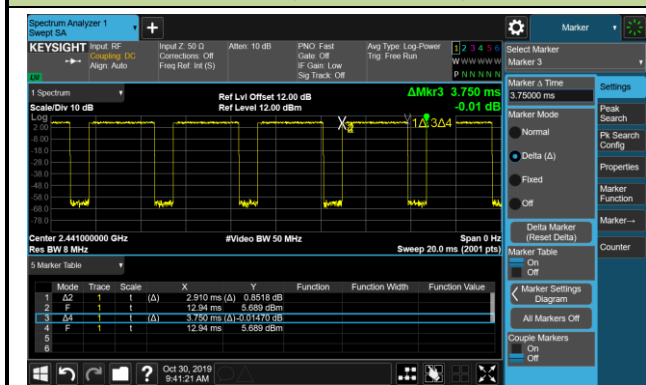 Spectrum Analyzer 1
Swept SA
+
Marker
KEYSIGHT Input: RF Input Z: 50 Ω Atten: 10 dB PNO: Fast Avg Type: Log-Power 1 2 3 4 5 6
Coupling: DC Corrections: Off Gate: Off Trig: Free Run W W W W W W
Align: Auto Freq Ref: Int (S) IF Gain: Low P N N N N N
Sig Track: Off
Select Marker
Marker 3
1 Spectrum Ref Lvl Offset 12.00 dB ΔMkr3 3.750 ms
Scale/Div 10 dB Ref Level 12.00 dBm -0.01 dB
Log
2.00
-8.00
-18.0
-28.0
-38.0
-48.0
-58.0
-68.0
-78.0
X2 1Δ 3Δ4
Center 2.441000000 GHz #Video BW 50 MHz Span 0 Hz
Res BW 8 MHz Sweep 20.0 ms (2001 pts)
5 Marker Table
Mode Trace Scale X Y Function Function Width Function Value
1 Δ2 1 t (Δ) 2.910 ms (Δ) 0.8518 dB
2 F 1 t 12.94 ms 5.689 dBm
3 Δ4 1 t (Δ) 3.750 ms (Δ) -0.01470 dB
4 F 1 t 12.94 ms 5.689 dBm
5
6
Marker Δ Time
3.75000 ms
Marker Mode
Normal
Delta (Δ)
Fixed
Off
Delta Marker
(Reset Delta)
Marker Table
On
Off
Marker Settings
Diagram
All Markers Off
Couple Markers
On
Off
Settings
Peak
Search
Pk Search
Config
Properties
Marker
Function
Marker→
Counter
? Oct 30, 2019
9:41:21 AM